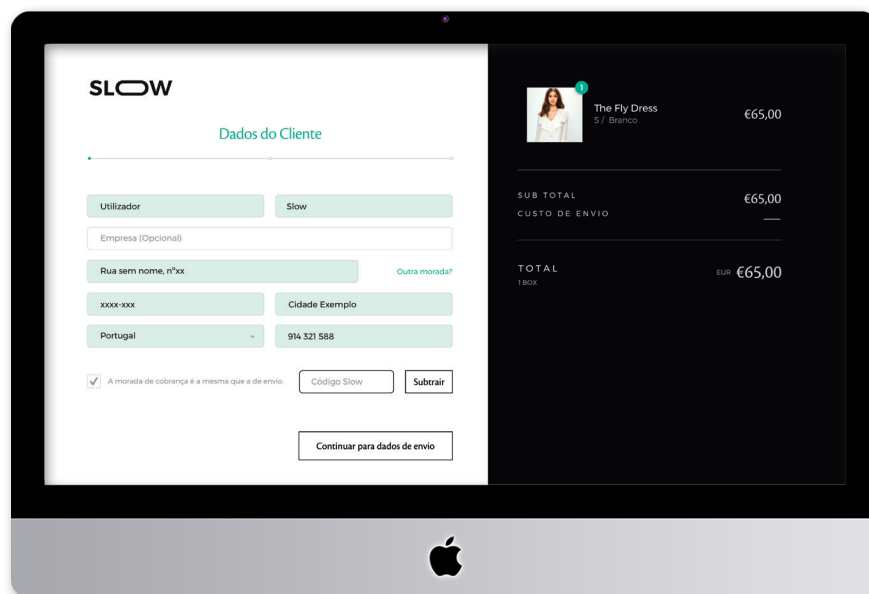 SLOW
Dados do Cliente
Utilizador
Slow
Empresa (Opcional)
Rua sem nome, nºxx
Outra morada?
xxxx-xxx
Cidade Exemplo
Portugal
914 321 588
A morada de cobrança é a mesma que a de envio.
Código Slow
Subtrair
Continuar para dados de envio
1
The Fly Dress
€65,00
S / Branco
SUB TOTAL
€65,00
CUSTO DE ENVIO
TOTAL
EUR €65,00
1 BOX